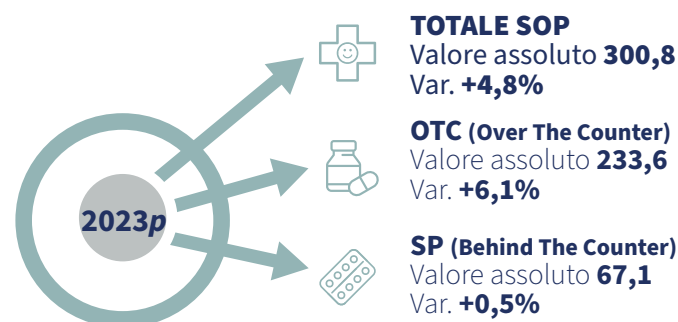 TOTALE SOP
Valore assoluto 300,8
Var. +4,8%
OTC (Over The Counter)
Valore assoluto 233,6
Var. +6,1%
2023p
SP (Behind The Counter)
Valore assoluto 67,1
Var. +0,5%